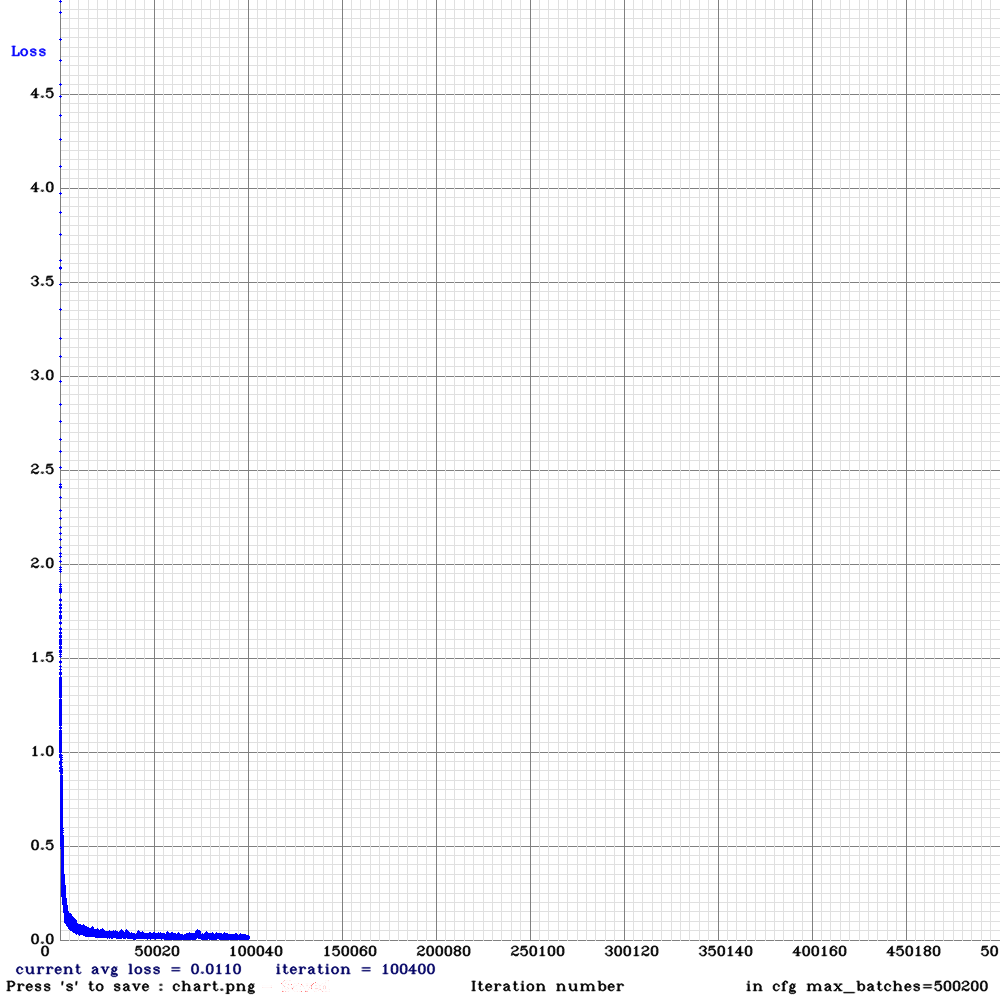 Loss
4.5
4.0
3.5
3.0
2.5
2.0
1.5
1.0
0.5
0.0
0 50020 100040 150060 200080 250100 300120 350140 400160 450180 50
current avg loss = 0.0110 iteration = 100400
Press 's' to save : chart.png Iteration number in cfg max_batches=500200